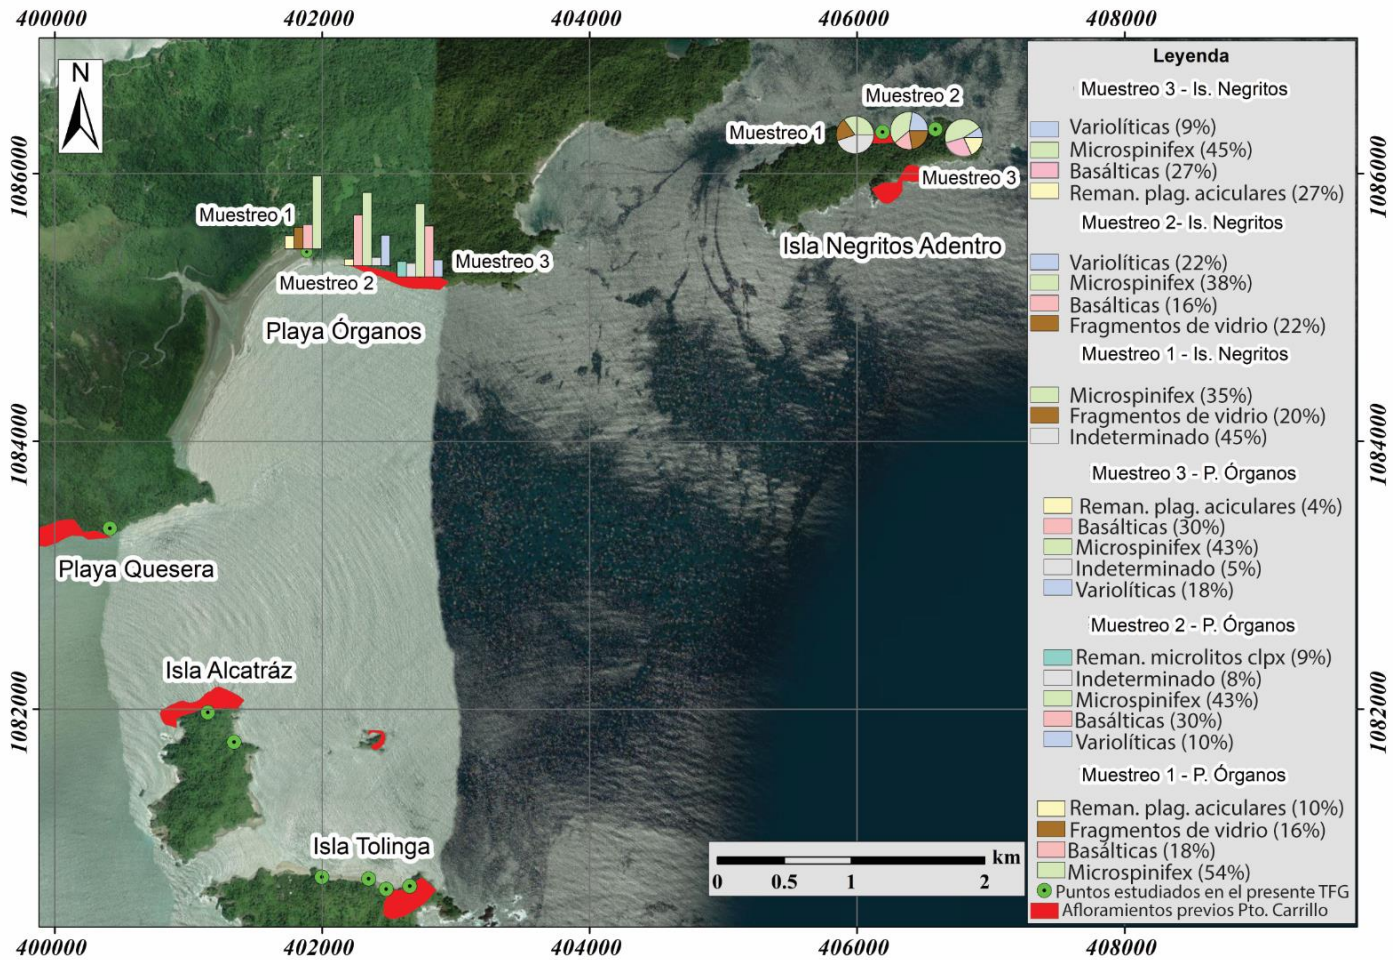 400000 402000 404000 406000 408000
N
1086000
1084000
1082000
Muestreo 1
Muestreo 2
Muestreo 3
Playa Órganos
Muestreo 2
Muestreo 1
Muestreo 3
Isla Negritos Adentro
Playa Quesera
Isla Alcatráz
Isla Tolinga
km
0 0.5 1 2
Leyenda
Muestreo 3 - Is. Negritos
Variolíticas (9%)
Microspinifex (45%)
Basálticas (27%)
Reman. plag. aciculares (27%)
Muestreo 2- Is. Negritos
Variolíticas (22%)
Microspinifex (38%)
Basálticas (16%)
Fragmentos de vidrio (22%)
Muestreo 1 - Is. Negritos
Microspinifex (35%)
Fragmentos de vidrio (20%)
Indeterminado (45%)
Muestreo 3 - P. Órganos
Reman. plag. aciculares (4%)
Basálticas (30%)
Microspinifex (43%)
Indeterminado (5%)
Variolíticas (18%)
Muestreo 2 - P. Órganos
Reman. microlitos clpx (9%)
Indeterminado (8%)
Microspinifex (43%)
Basálticas (30%)
Variolíticas (10%)
Muestreo 1 - P. Órganos
Reman. plag. aciculares (10%)
Fragmentos de vidrio (16%)
Basálticas (18%)
Microspinifex (54%)
Puntos estudiados en el presente TFG
Afloramientos previos Pto. Carrillo
1086000
1084000
1082000
400000 402000 404000 406000 408000